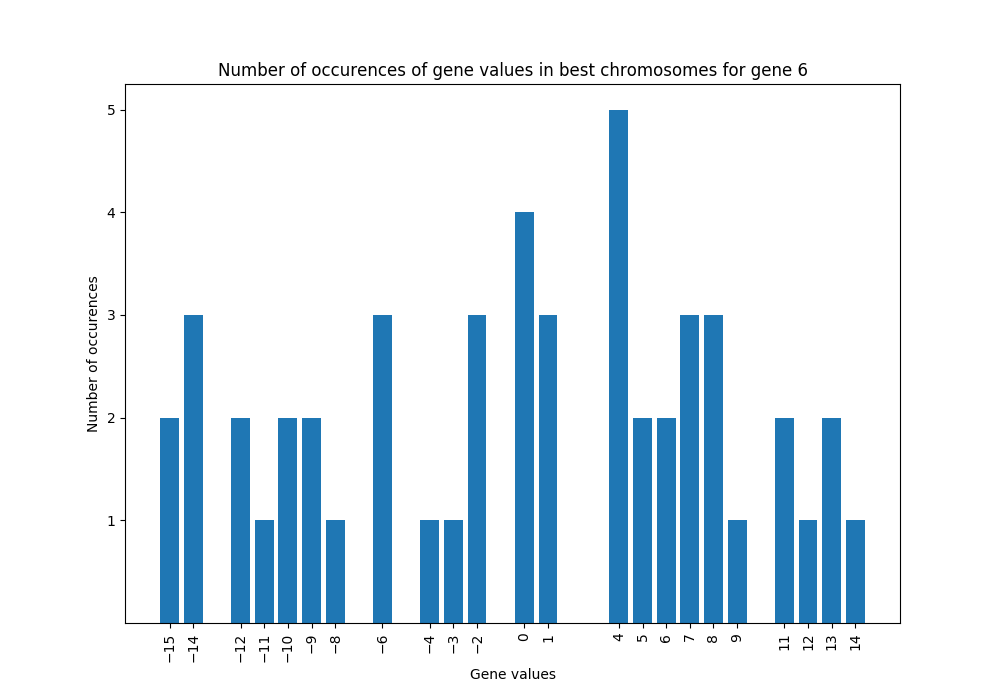 Number of occurences of gene values in best chromosomes for gene 6
5
4
3
2
1
Number of occurences
−15 −14 −12 −11 −10 −9 −8 −6 −4 −3 −2 0 1 4 5 6 7 8 9 11 12 13 14
Gene values